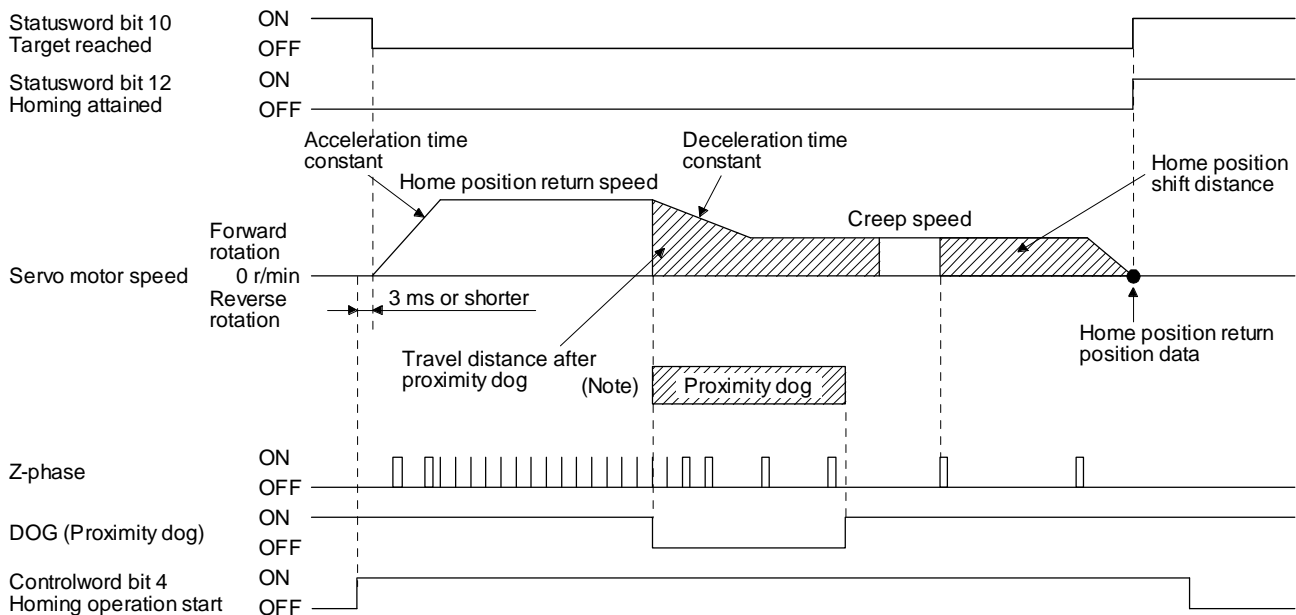 Statusword bit 10
Target reached
ON
OFF
Statusword bit 12
Homing attained
ON
OFF
Acceleration time
constant
Home position return speed
Deceleration time
constant
Creep speed
Home position
shift distance
Servo motor speed
Forward
rotation
0 r/min
Reverse
rotation
3 ms or shorter
Travel distance after
proximity dog
(Note)
Proximity dog
Home position return
position data
Z-phase
ON
OFF
DOG (Proximity dog)
ON
OFF
Controlword bit 4
Homing operation start
ON
OFF